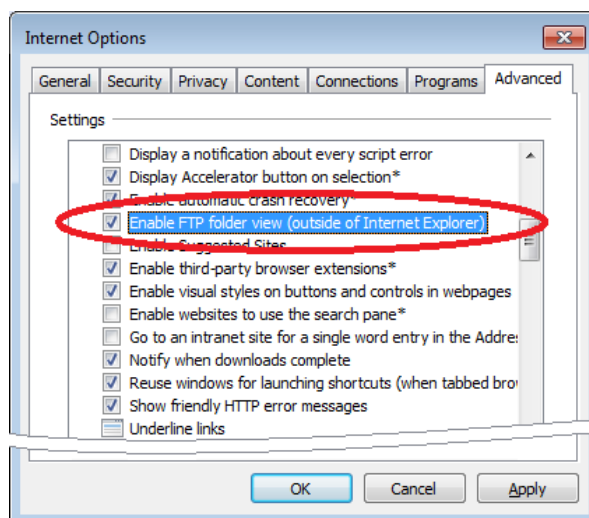 Internet Options
General Security Privacy Content Connections Programs Advanced
Settings
Display a notification about every script error
Display Accelerator button on selection*
Enable automatic crash recovery*
Enable FTP folder view (outside of Internet Explorer)
Enable Suggested Sites
Enable third-party browser extensions*
Enable visual styles on buttons and controls in webpages
Enable websites to use the search pane*
Go to an intranet site for a single word entry in the Addre
Notify when downloads complete
Reuse windows for launching shortcuts (when tabbed bro
Show friendly HTTP error messages
Underline links
OK Cancel Apply